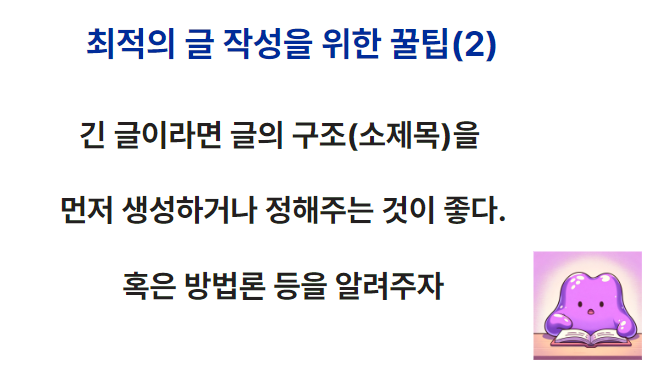 최적의 글 작성을 위한 꿀팁(2)
긴 글이라면 글의 구조(소제목)을
먼저 생성하거나 정해주는 것이 좋다.
혹은 방법론 등을 알려주자